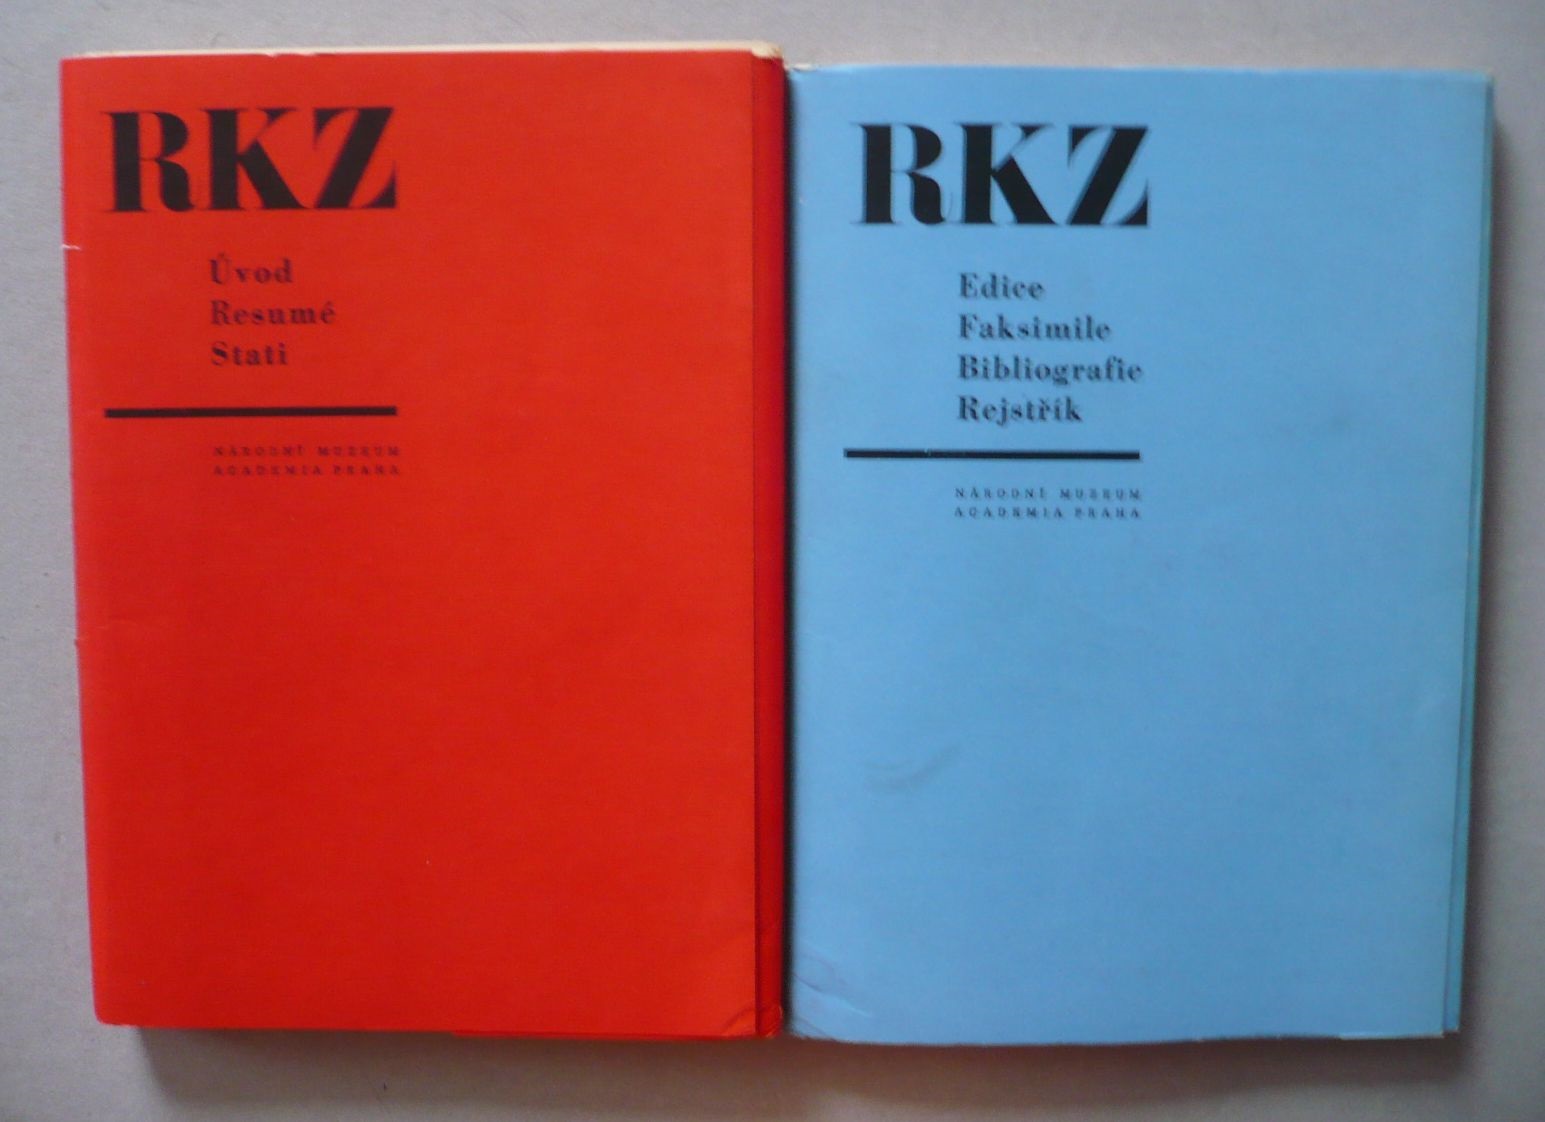 RKZ
Úvod
Resumé
Stati
NÁRODNÍ MUZEUM
ACADEMIA PRAHA
RKZ
Edice
Faksimile
Bibliografie
Rejstřík
NÁRODNÍ MUZEUM
ACADEMIA PRAHA